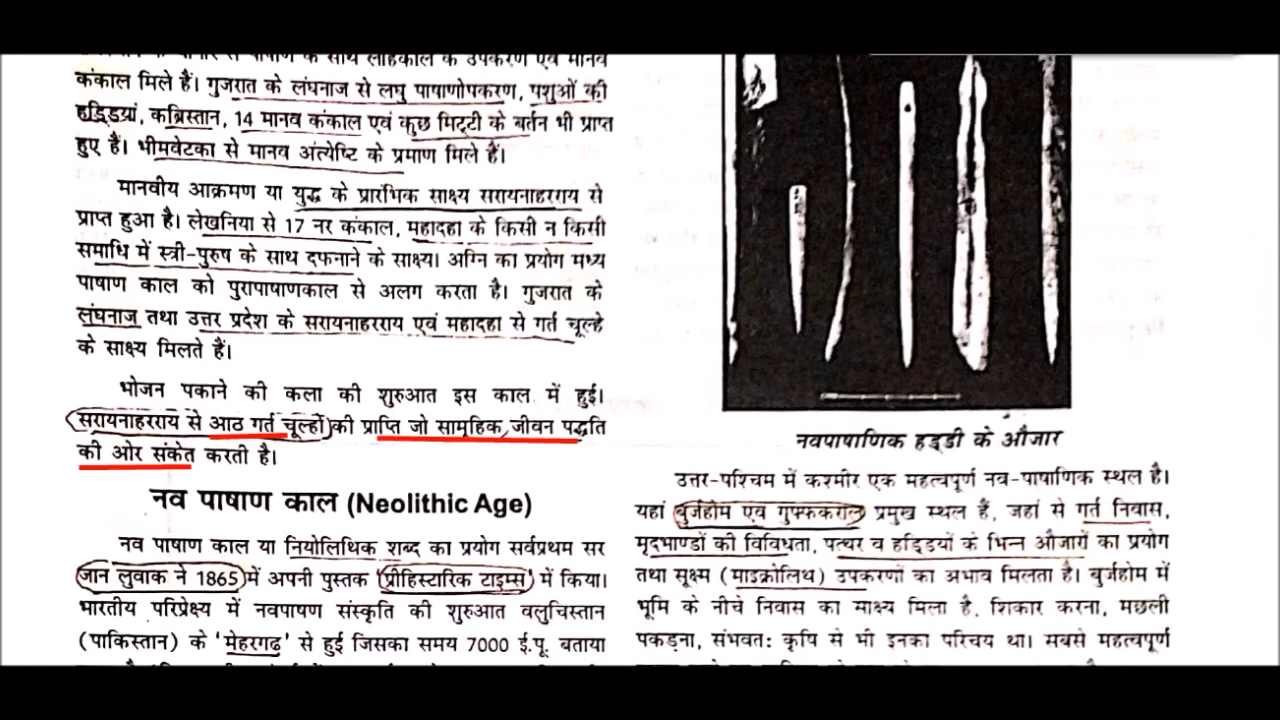 कंकाल मिले हैं। गुजरात के लंघनाज से लघु पाषाणोपकरण, पशुओं की
हड्डियां, कब्रिस्तान, 14 मानव कंकाल एवं कुछ मिट्टी के बर्तन भी प्राप्त
हुए हैं। भीमवेटका से मानव अंत्येष्टि के प्रमाण मिले हैं।
मानवीय आक्रमण या युद्ध के प्रारंभिक साक्ष्य सरायनाहरराय से
प्राप्त हुआ है। लेखनिया से 17 नर कंकाल, महादहा के किसी न किसी
समाधि में स्त्री-पुरुष के साथ दफनाने के साक्ष्य। अग्नि का प्रयोग मध्य
पाषाण काल को पुरापाषाणकाल से अलग करता है। गुजरात के
लंघनाज तथा उत्तर प्रदेश के सरायनाहरराय एवं महादहा से गर्त चूल्हे
के साक्ष्य मिलते हैं।
भोजन पकाने की कला की शुरुआत इस काल में हुई।
सरायनाहरराय से आठ गर्त चूल्हों की प्राप्ति जो सामूहिक जीवन पद्धति
की ओर संकेत करती है।
नव पाषाण काल (Neolithic Age)
नव पाषाण काल या नियोलिथिक शब्द का प्रयोग सर्वप्रथम सर
जान लुवाक ने 1865 में अपनी पुस्तक प्रीहिस्टारिक टाइम्स में किया।
भारतीय परिप्रेक्ष्य में नवपाषण संस्कृति की शुरुआत वलुचिस्तान
(पाकिस्तान) के 'मेहरगढ़' से हुई जिसका समय 7000 ई.पू. बताया
नवपाषाणिक हड्डी के औजार
उत्तर-पश्चिम में कश्मीर एक महत्वपूर्ण नव-पाषाणिक स्थल है।
यहां बुर्जहोम एव गुफ्फकराल प्रमुख स्थल हैं, जहां से गर्त निवास,
मृदभाण्डों की विविधता, पत्थर व हड्डियों के भिन्न औजारों का प्रयोग
तथा सूक्ष्म (माइक्रोलिथ) उपकरणों का अभाव मिलता है। बुर्जहोम में
भूमि के नीचे निवास का साक्ष्य मिला है, शिकार करना, मछली
पकड़ना, संभवतः कृषि से भी इनका परिचय था। सबसे महत्वपूर्ण